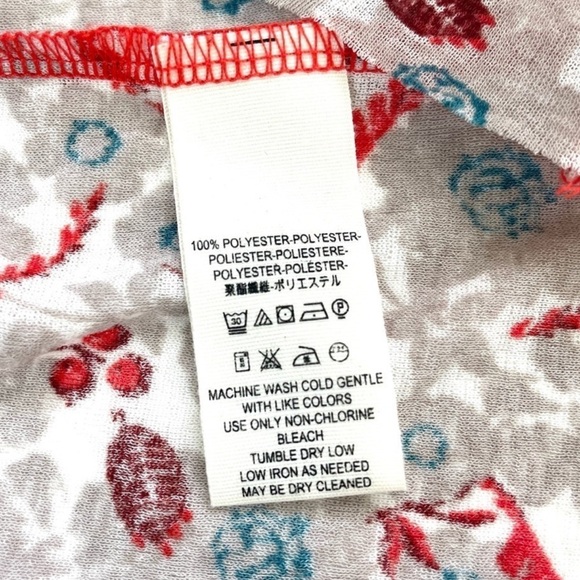 100% POLYESTER-POLYESTER-
POLIESTER-POLIESTERE-
POLYESTER-POLÉSTER-
聚酯纖維-ポリエステル
30 P
MACHINE WASH COLD GENTLE
WITH LIKE COLORS
USE ONLY NON-CHLORINE
BLEACH
TUMBLE DRY LOW
LOW IRON AS NEEDED
MAY BE DRY CLEANED